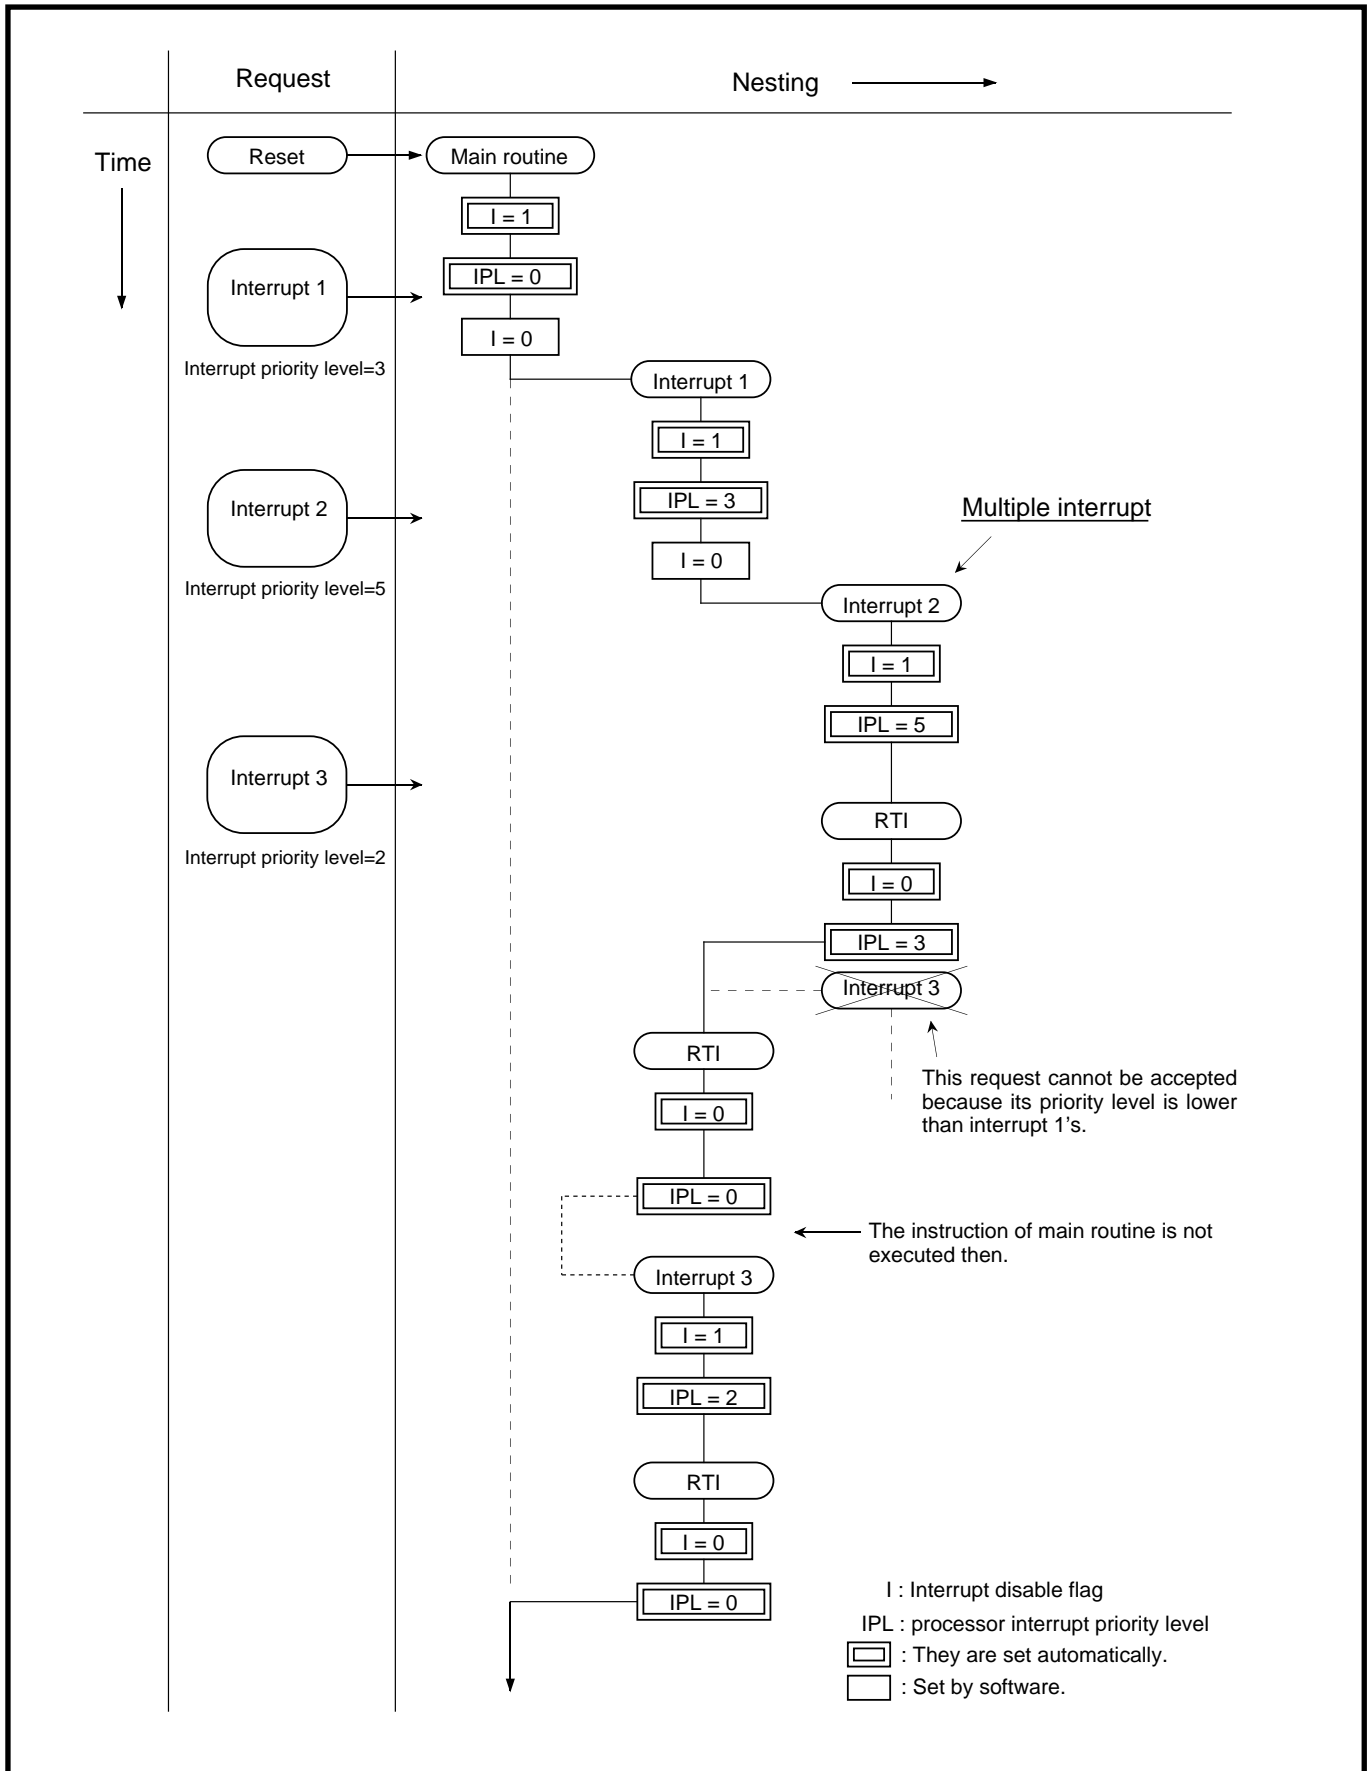 Request
Nesting
Time
Reset
Main routine
I = 1
IPL = 0
Interrupt 1
I = 0
Interrupt priority level=3
Interrupt 1
I = 1
IPL = 3
Interrupt 2
Multiple interrupt
I = 0
Interrupt priority level=5
Interrupt 2
I = 1
IPL = 5
Interrupt 3
RTI
Interrupt priority level=2
I = 0
IPL = 3
Interrupt 3
RTI
This request cannot be accepted
because its priority level is lower
than interrupt 1’s.
I = 0
IPL = 0
The instruction of main routine is not
executed then.
Interrupt 3
I = 1
IPL = 2
RTI
I = 0
IPL = 0
I : Interrupt disable flag
IPL : processor interrupt priority level
: They are set automatically.
: Set by software.